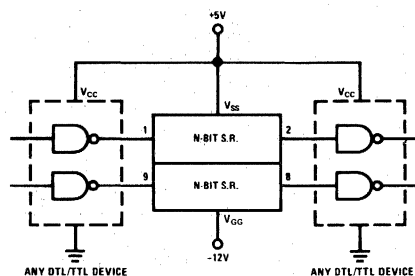 +5V
VCC
VSS
VCC
1
N-BIT S.R.
2
9
N-BIT S.R.
8
VGG
-12V
ANY DTL/TTL DEVICE
ANY DTL/TTL DEVICE